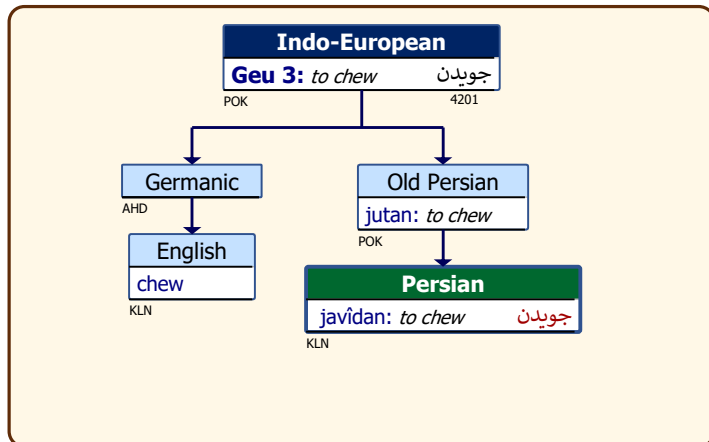 Indo-European
Geu 3: to chew جویدن
POK 4201
Germanic
AHD
English
chew
KLN
Old Persian
jutan: to chew
POK
Persian
javîdan: to chew جویدن
KLN